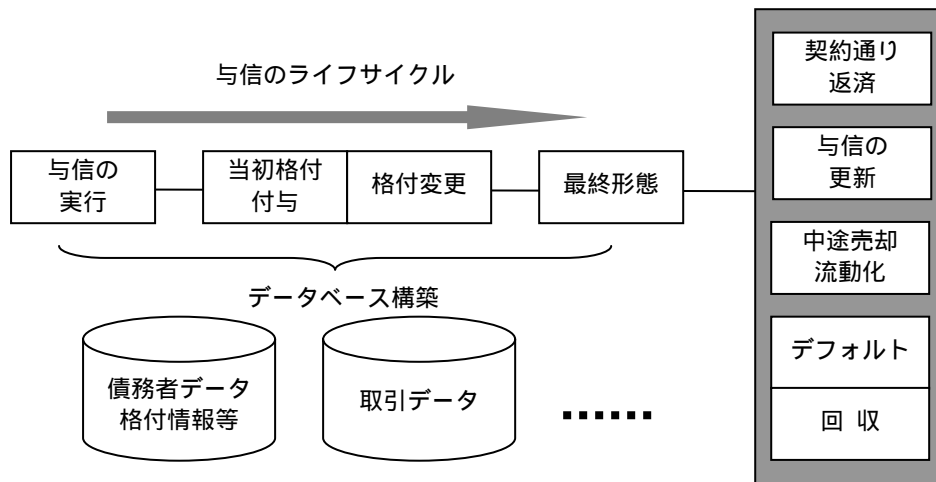 与信のライフサイクル
与信の
実行
当初格付
付与
格付変更
最終形態
データベース構築
債務者データ
格付情報等
取引データ
……
契約通り
返済
与信の
更新
中途売却
流動化
デフォルト
回 収